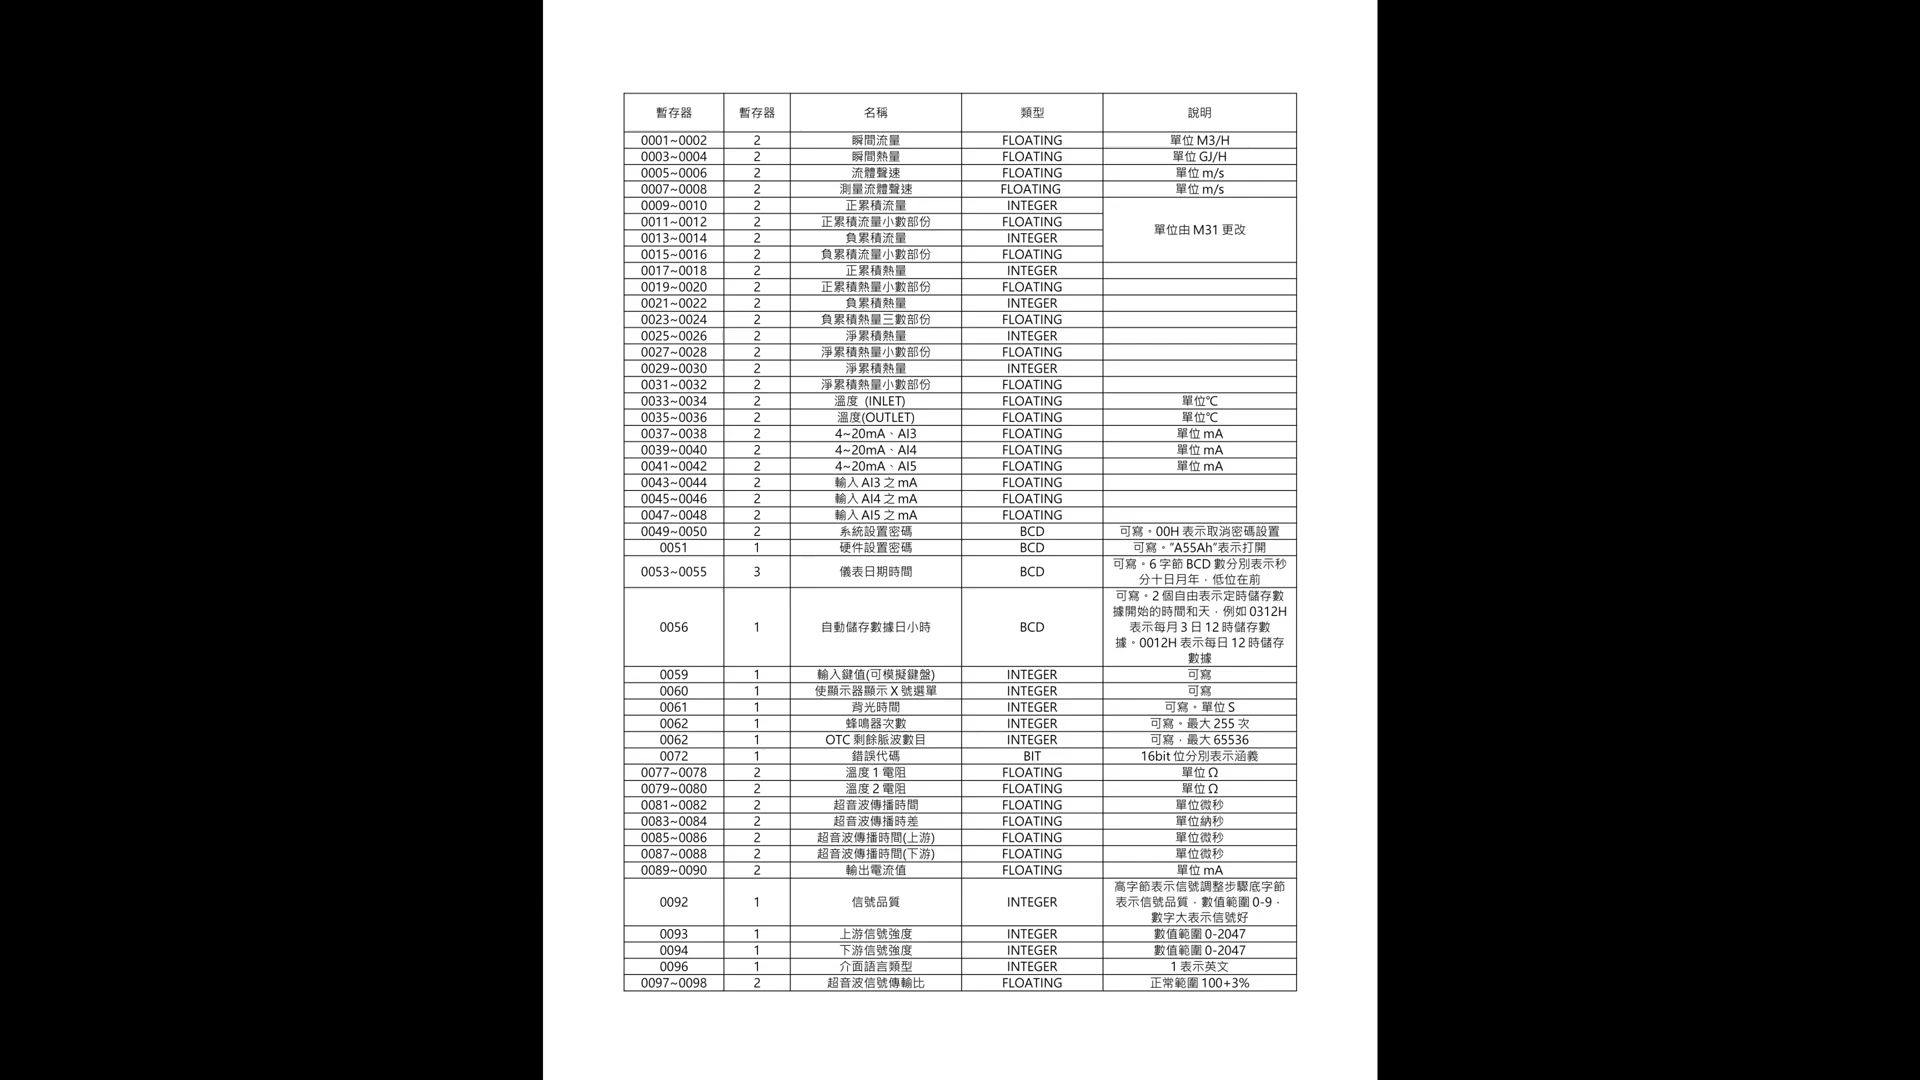 暫存器 暫存器 名稱 類型 說明
0001~0002 2 瞬間流量 FLOATING 單位 M3/H
0003~0004 2 瞬間熱量 FLOATING 單位 GJ/H
0005~0006 2 流體聲速 FLOATING 單位 m/s
0007~0008 2 測量流體聲速 FLOATING 單位 m/s
0009~0010 2 正累積流量 INTEGER
0011~0012 2 正累積流量小數部份 FLOATING
單位由 M31 更改
0013~0014 2 負累積流量 INTEGER
0015~0016 2 負累積流量小數部份 FLOATING
0017~0018 2 正累積熱量 INTEGER
0019~0020 2 正累積熱量小數部份 FLOATING
0021~0022 2 負累積熱量 INTEGER
0023~0024 2 負累積熱量三數部份 FLOATING
0025~0026 2 淨累積熱量 INTEGER
0027~0028 2 淨累積熱量小數部份 FLOATING
0029~0030 2 淨累積熱量 INTEGER
0031~0032 2 淨累積熱量小數部份 FLOATING
0033~0034 2 溫度 (INLET) FLOATING 單位℃
0035~0036 2 溫度(OUTLET) FLOATING 單位℃
0037~0038 2 4~20mA、AI3 FLOATING 單位 mA
0039~0040 2 4~20mA、AI4 FLOATING 單位 mA
0041~0042 2 4~20mA、AI5 FLOATING 單位 mA
0043~0044 2 輸入 AI3 之 mA FLOATING
0045~0046 2 輸入 AI4 之 mA FLOATING
0047~0048 2 輸入 AI5 之 mA FLOATING
0049~0050 2 系統設置密碼 BCD 可寫。00H 表示取消密碼設置
0051 1 硬件設置密碼 BCD 可寫。"A55Ah"表示打開
0053~0055 3 儀表日期時間 BCD 可寫。6 字節 BCD 數分別表示秒
分十日月年，低位在前
0056 1 自動儲存數據日小時 BCD 可寫。2 個自由表示定時儲存數
據開始的時間和天，例如 0312H
表示每月 3 日 12 時儲存數
據。0012H 表示每日 12 時儲存
數據
0059 1 輸入鍵值(可模擬鍵盤) INTEGER 可寫
0060 1 使顯示器顯示 X 號選單 INTEGER 可寫
0061 1 背光時間 INTEGER 可寫。單位 S
0062 1 蜂鳴器次數 INTEGER 可寫。最大 255 次
0062 1 OTC 剩餘脈波數目 INTEGER 可寫，最大 65536
0072 1 錯誤代碼 BIT 16bit 位分別表示涵義
0077~0078 2 溫度 1 電阻 FLOATING 單位 Ω
0079~0080 2 溫度 2 電阻 FLOATING 單位 Ω
0081~0082 2 超音波傳播時間 FLOATING 單位微秒
0083~0084 2 超音波傳播時差 FLOATING 單位納秒
0085~0086 2 超音波傳播時間(上游) FLOATING 單位微秒
0087~0088 2 超音波傳播時間(下游) FLOATING 單位微秒
0089~0090 2 輸出電流值 FLOATING 單位 mA
0092 1 信號品質 INTEGER 高字節表示信號調整步驟底字節
表示信號品質，數值範圍 0-9，
數字大表示信號好
0093 1 上游信號強度 INTEGER 數值範圍 0-2047
0094 1 下游信號強度 INTEGER 數值範圍 0-2047
0096 1 介面語言類型 INTEGER 1 表示英文
0097~0098 2 超音波信號傳輸比 FLOATING 正常範圍 100+3%